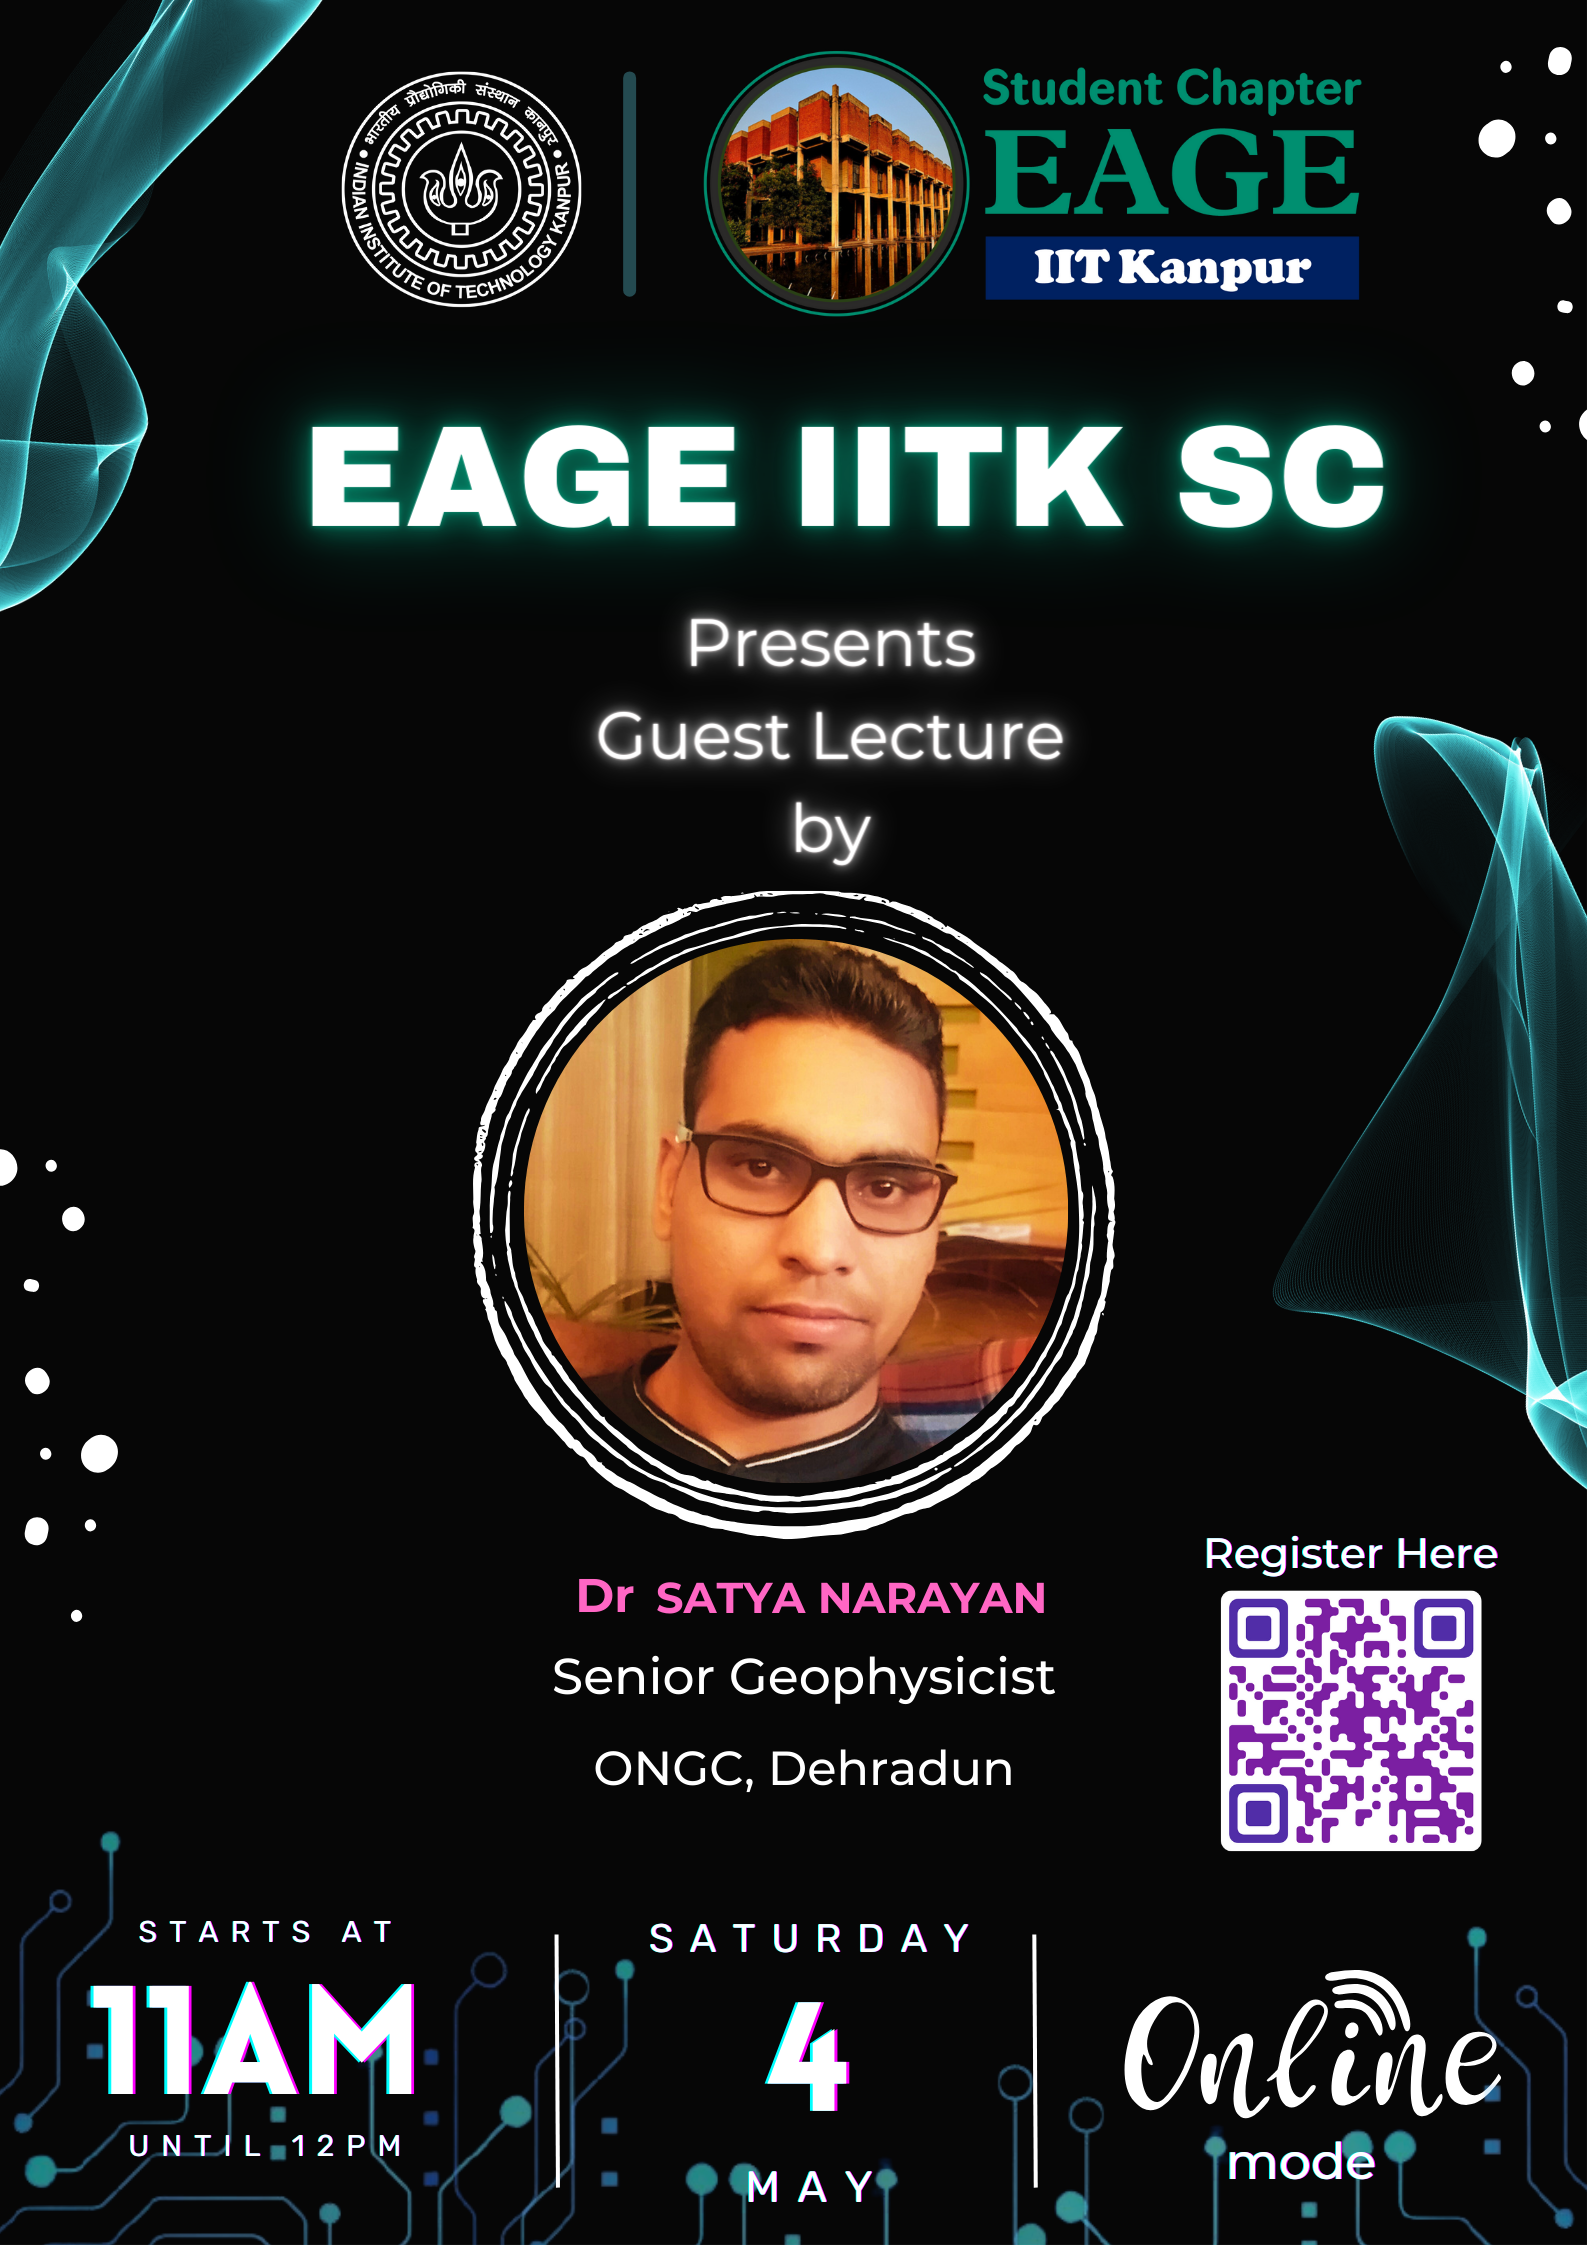 भारतीय प्रौद्योगिकी संस्थान कानपुर
INDIAN INSTITUTE OF TECHNOLOGY KANPUR
Student Chapter
EAGE
IIT Kanpur
EAGE IITK SC
Presents
Guest Lecture
by
Dr SATYA NARAYAN
Senior Geophysicist
ONGC, Dehradun
Register Here
STARTS AT
11AM
UNTIL 12PM
SATURDAY
4
MAY
Online
mode